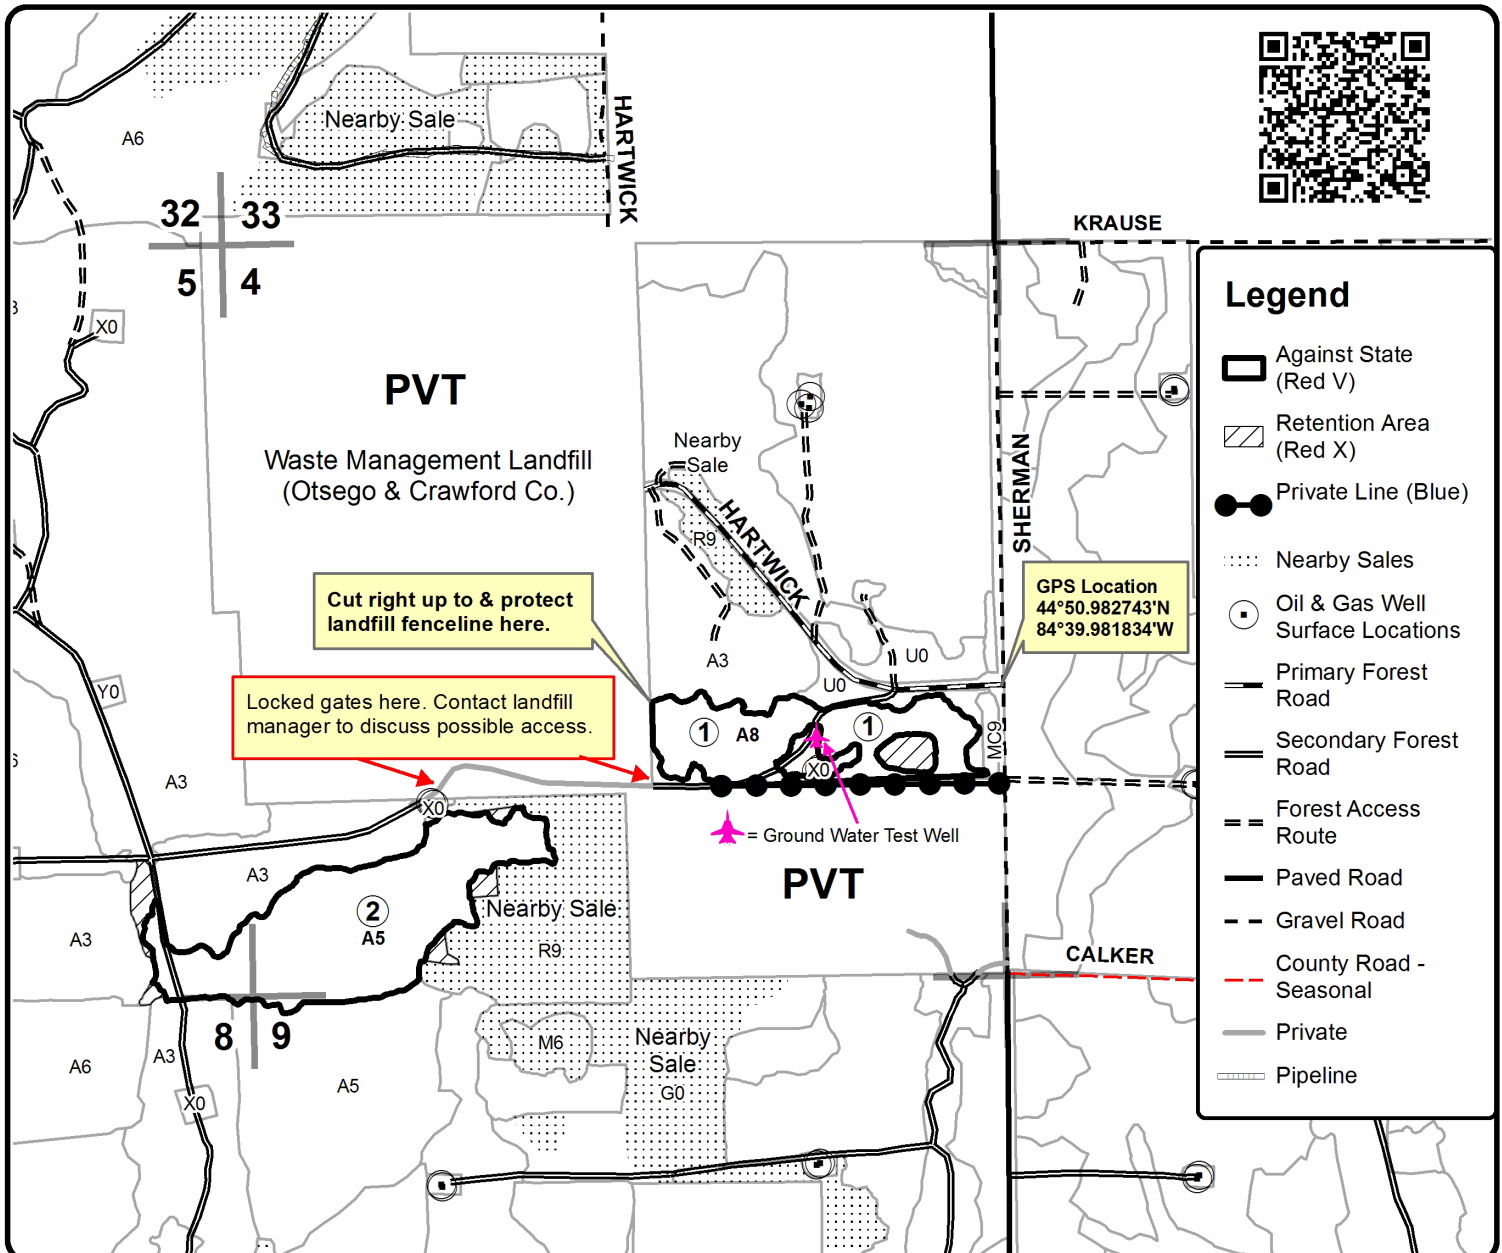 Nearby Sale
HARTWICK
A6
32
33
KRAUSE
5
4
X0
PVT
Waste Management Landfill
(Otsego & Crawford Co.)
Nearby
Sale
R9
HARTWICK
SHERMAN
Cut right up to & protect
landfill fenceline here.
GPS Location
44°50.982743'N
84°39.981834'W
A3
U0
U0
Y0
Locked gates here. Contact landfill
manager to discuss possible access.
1
A8
1
MC9
X0
A3
X0
= Ground Water Test Well
PVT
A3
2
A5
Nearby Sale
R9
A3
CALKER
8
9
M6
Nearby
Sale
G0
A6
A3
A5
X0
Legend
Against State
(Red V)
Retention Area
(Red X)
Private Line (Blue)
Nearby Sales
Oil & Gas Well
Surface Locations
Primary Forest
Road
Secondary Forest
Road
Forest Access
Route
Paved Road
Gravel Road
County Road -
Seasonal
Private
Pipeline